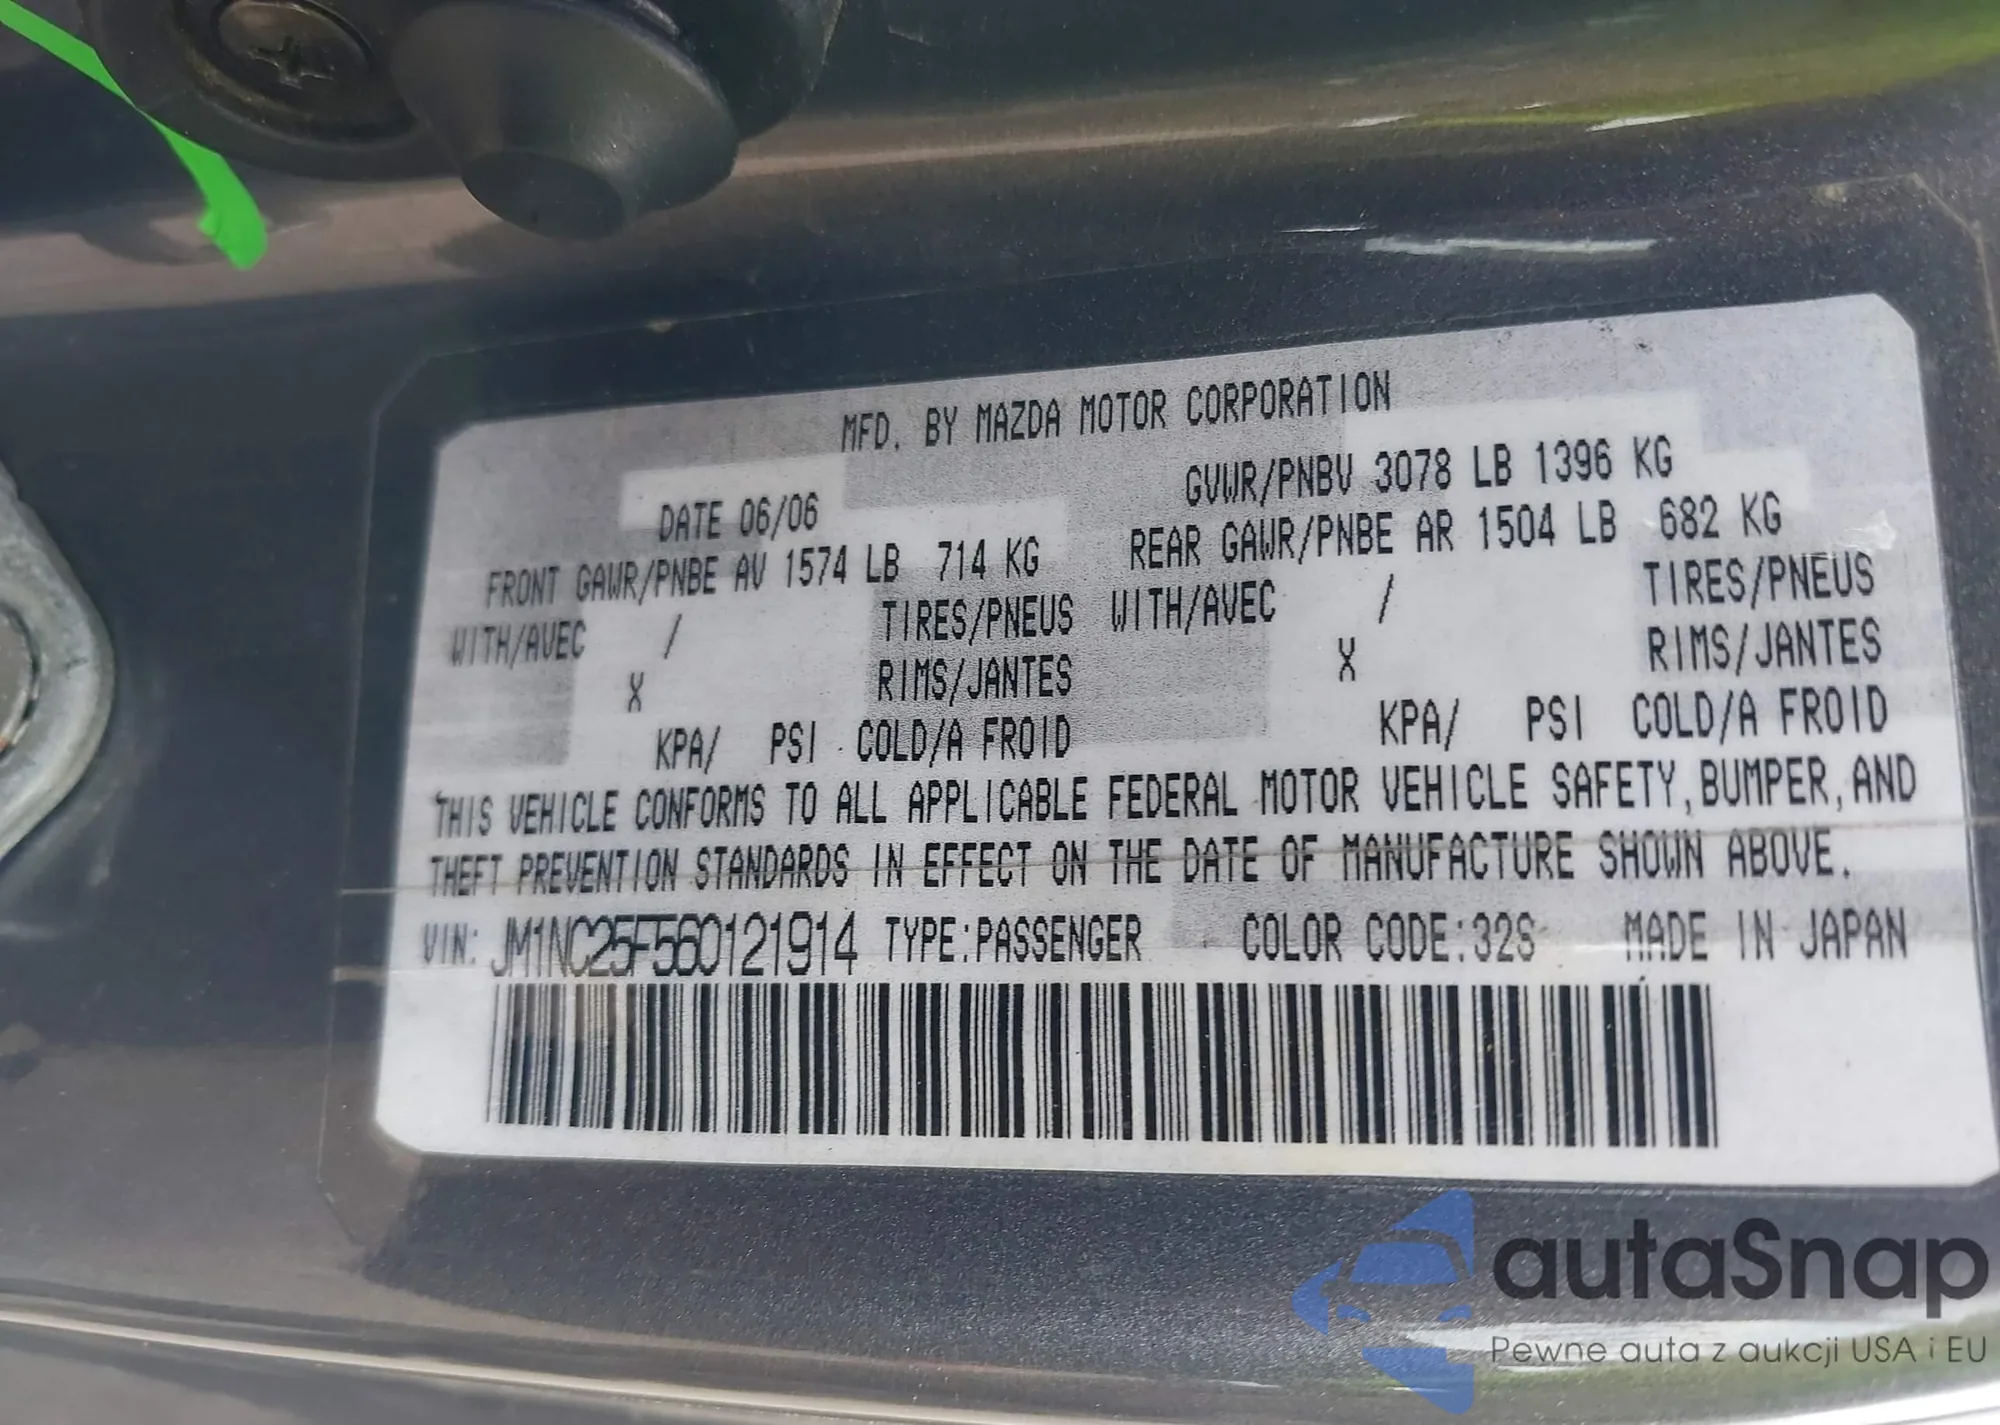 MFD. BY MAZDA MOTOR CORPORATION
DATE 06/06 GVWR/PNBV 3078 LB 1396 KG
FRONT GAWR/PNBE AV 1574 LB 714 KG REAR GAWR/PNBE AR 1504 LB 682 KG
WITH/AVEC / TIRES/PNEUS WITH/AVEC / TIRES/PNEUS
X RIMS/JANTES X RIMS/JANTES
KPA/ PSI COLD/A FROID KPA/ PSI COLD/A FROID
THIS VEHICLE CONFORMS TO ALL APPLICABLE FEDERAL MOTOR VEHICLE SAFETY, BUMPER, AND
THEFT PREVENTION STANDARDS IN EFFECT ON THE DATE OF MANUFACTURE SHOWN ABOVE.
VIN: JM1NC25F560121914 TYPE:PASSENGER COLOR CODE:32S MADE IN JAPAN
autaSnap
Pewne auta z aukcji USA i EU